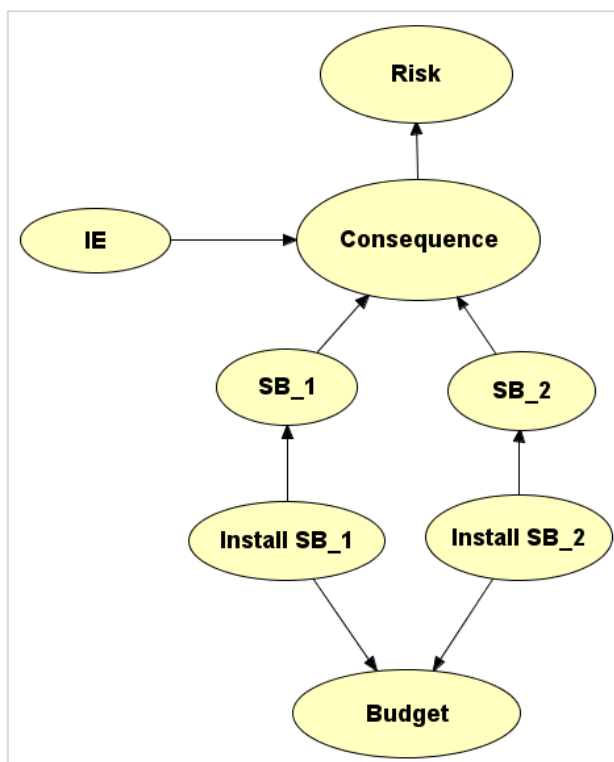 Risk
IE
Consequence
SB_1
SB_2
Install SB_1
Install SB_2
Budget